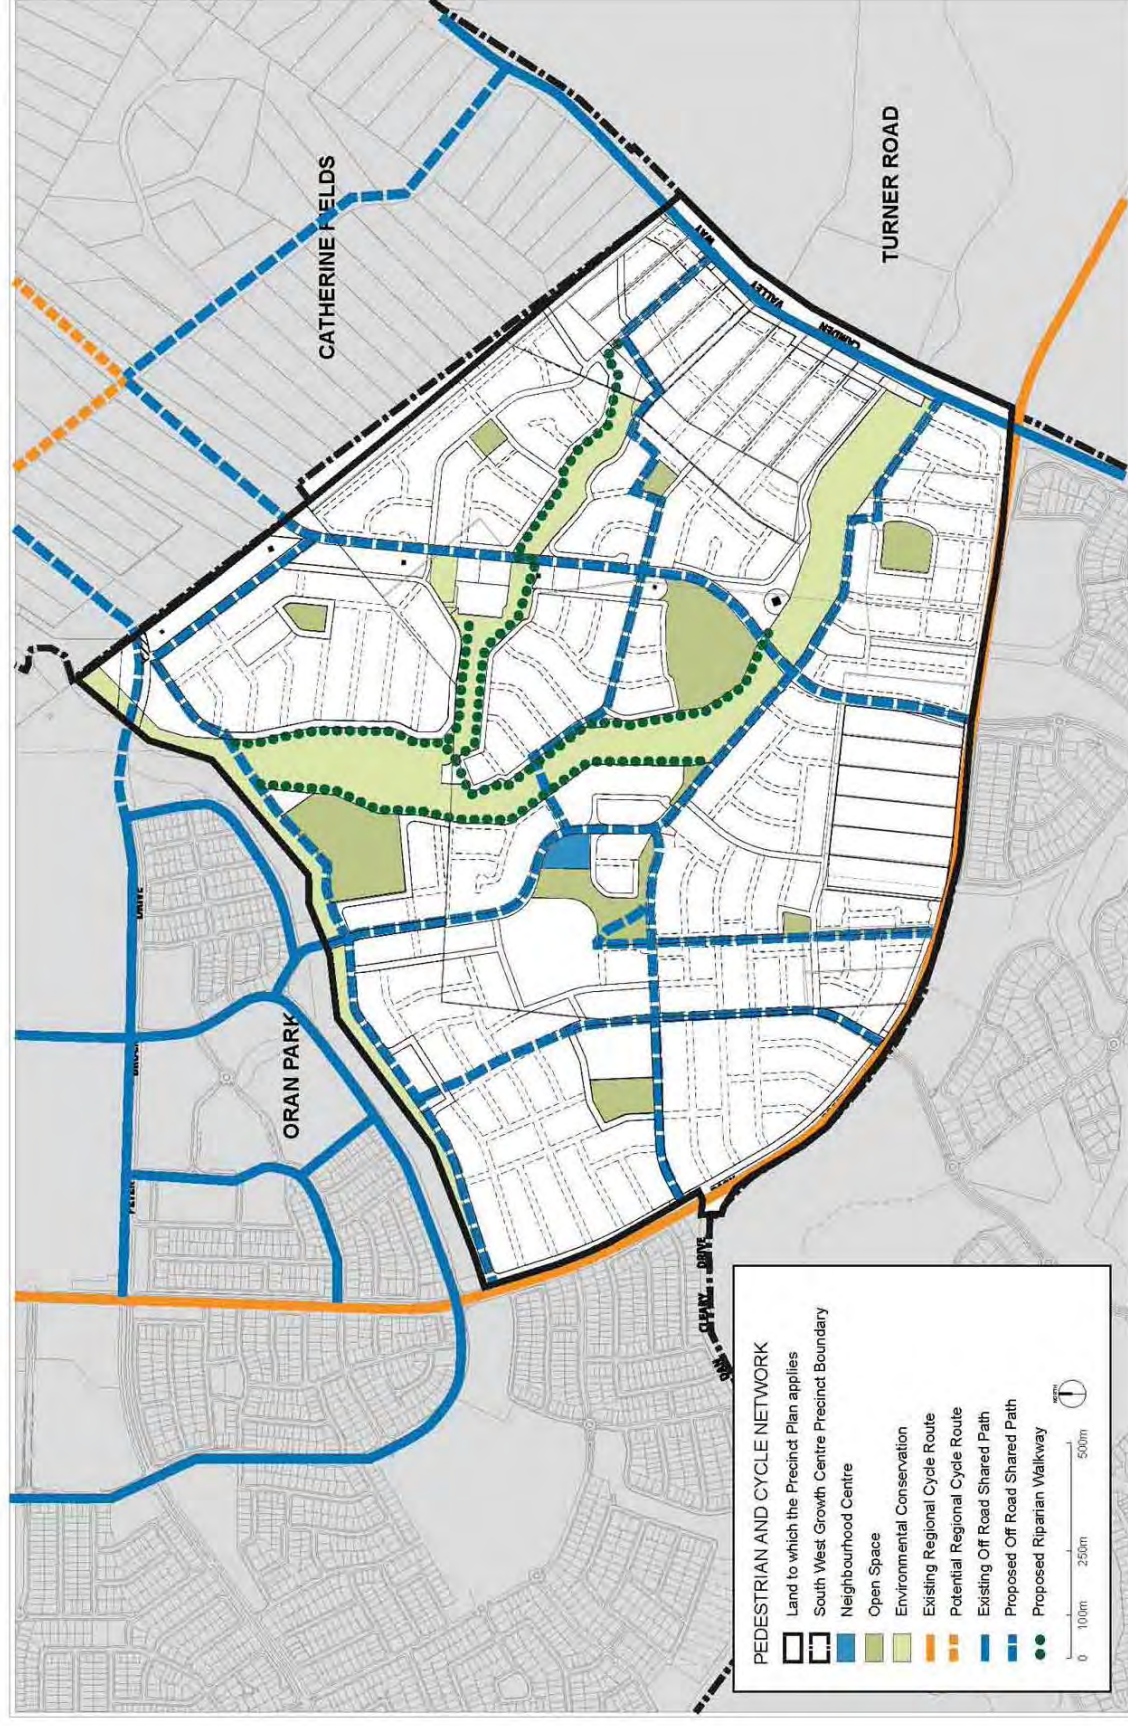 CATHERINE FIELDS
TURNER ROAD
CAMDEN
VALLEY
WAY
ORAN PARK
PETER
BROCK
DRIVE
DAN
CLEARY
DRIVE
PEDESTRIAN AND CYCLE NETWORK
Land to which the Precinct Plan applies
South West Growth Centre Precinct Boundary
Neighbourhood Centre
Open Space
Environmental Conservation
Existing Regional Cycle Route
Potential Regional Cycle Route
Existing Off Road Shared Path
Proposed Off Road Shared Path
Proposed Riparian Walkway
0 100m 250m 500m
NORTH